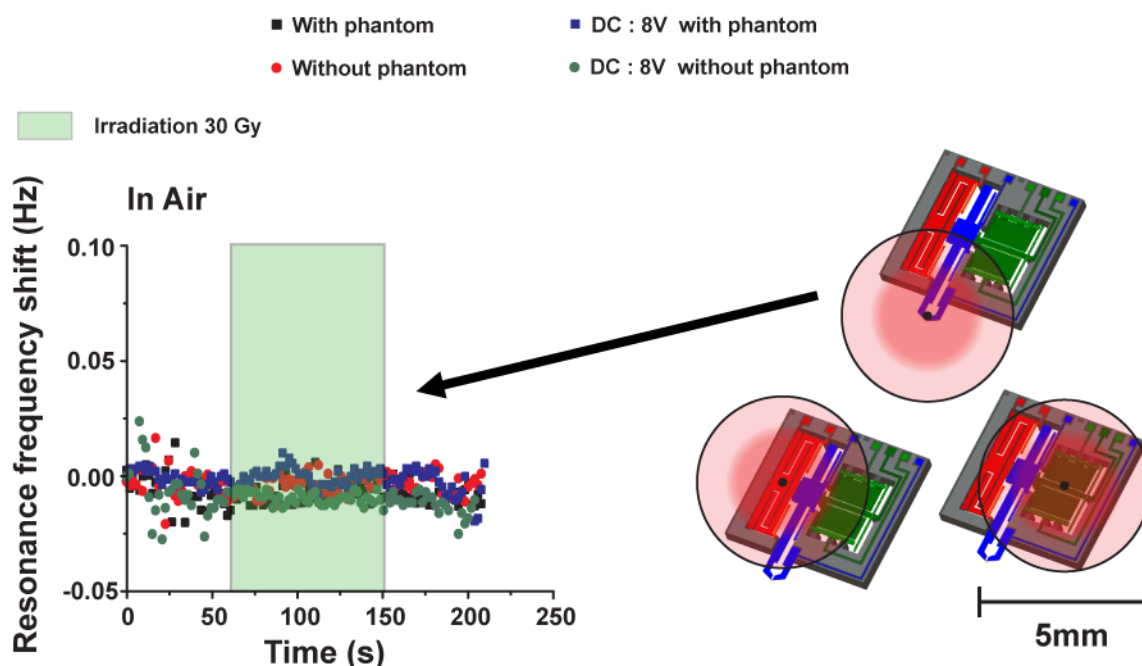 With phantom
DC : 8V with phantom
Without phantom
DC : 8V without phantom
Irradiation 30 Gy
In Air
Resonance frequency shift (Hz)
0.10
0.05
0.00
-0.05
0
50
100
150
200
250
Time (s)
5mm